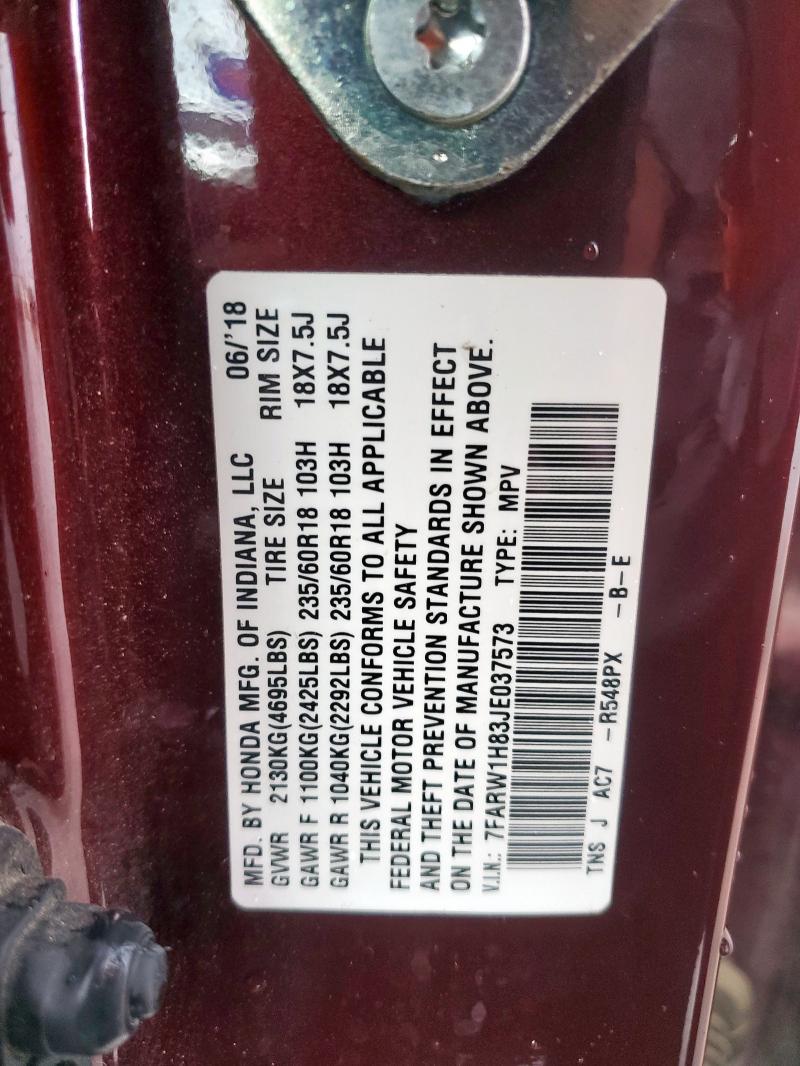 MFD. BY HONDA MFG. OF INDIANA, LLC 06/'18
GVWR 2130KG(4695LBS) TIRE SIZE RIM SIZE
GAWR F 1100KG(2425LBS) 235/60R18 103H 18X7.5J
GAWR R 1040KG(2292LBS) 235/60R18 103H 18X7.5J
THIS VEHICLE CONFORMS TO ALL APPLICABLE
FEDERAL MOTOR VEHICLE SAFETY
AND THEFT PREVENTION STANDARDS IN EFFECT
ON THE DATE OF MANUFACTURE SHOWN ABOVE.
V.I.N.: 7FARW1H83JE037573 TYPE: MPV
TNS J AC7 -R548PX -B-E